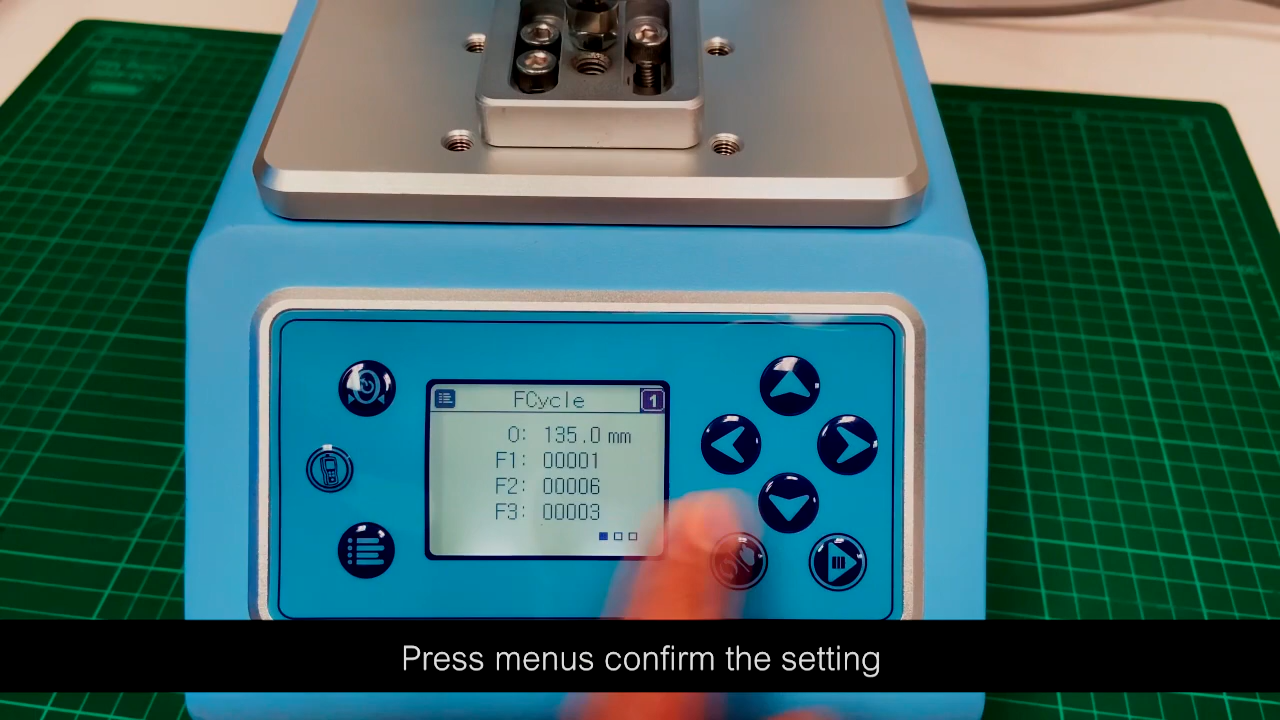 FCycle 1
0: 135.0 mm
F1: 00001
F2: 00006
F3: 00003
Press menus confirm the setting